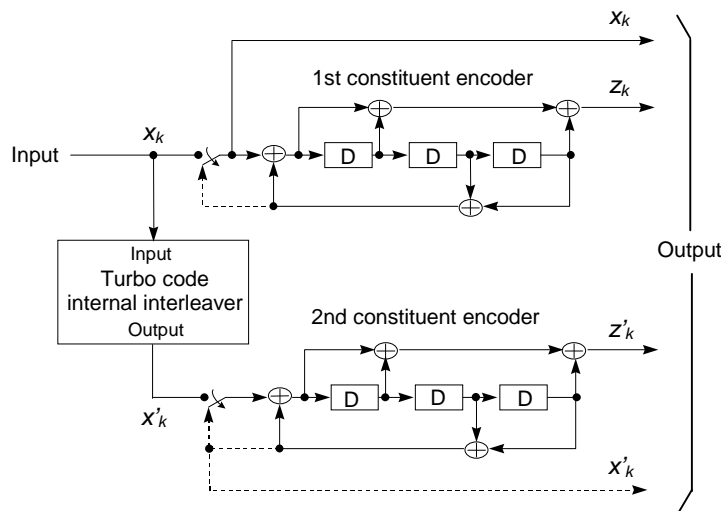 x_k
1st constituent encoder
z_k
x_k
Input
D D D
Output
Input
Turbo code
internal interleaver
Output
2nd constituent encoder
z'_k
D D D
x'_k
x'_k